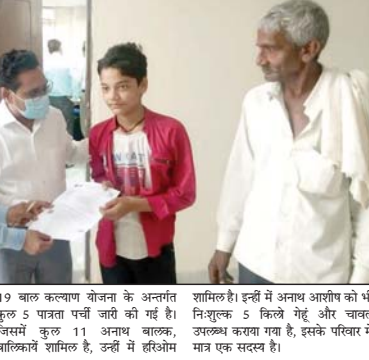 19 बाल कल्याण योजना के अन्तर्गत
कुल 5 पात्रता पर्ची जारी की गई है।
जिसमें कुल 11 अनाथ बालक,
बालिकायें शामिल है, उन्हीं में हरिओम
शामिल है। इन्हीं में अनाथ आशीष को भी
निःशुल्क 5 किलो गेहूं और चावल
उपलब्ध कराया गया है, इसके परिवार में
मात्र एक सदस्य है।